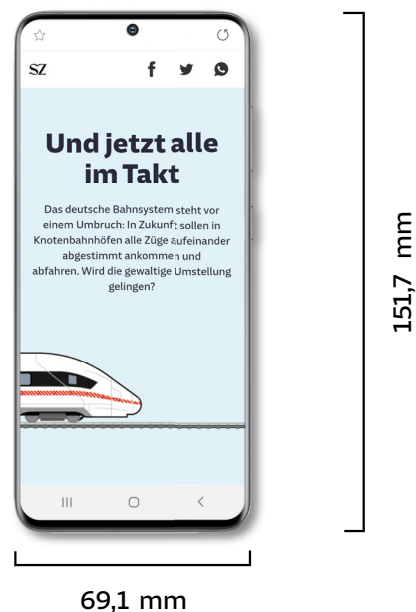 SZ
Und jetzt alle
im Takt
Das deutsche Bahnsystem steht vor
einem Umbruch: In Zukunft sollen in
Knotenbahnhöfen alle Züge aufeinander
abgestimmt ankommen und
abfahren. Wird die gewaltige Umstellung
gelingen?
151,7 mm
69,1 mm